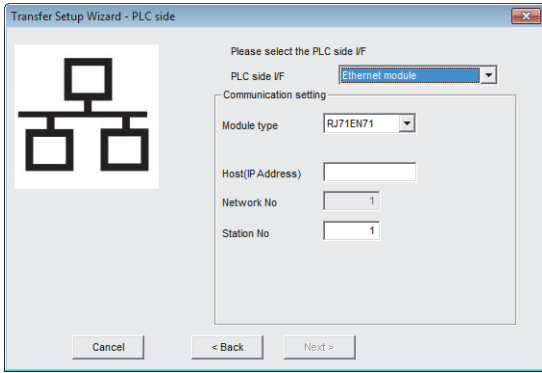 Transfer Setup Wizard - PLC side
Please select the PLC side I/F
PLC side I/F Ethernet module
Communication setting
Module type RJ71EN71
Host(IP Address)
Network No 1
Station No 1
Cancel < Back Next >